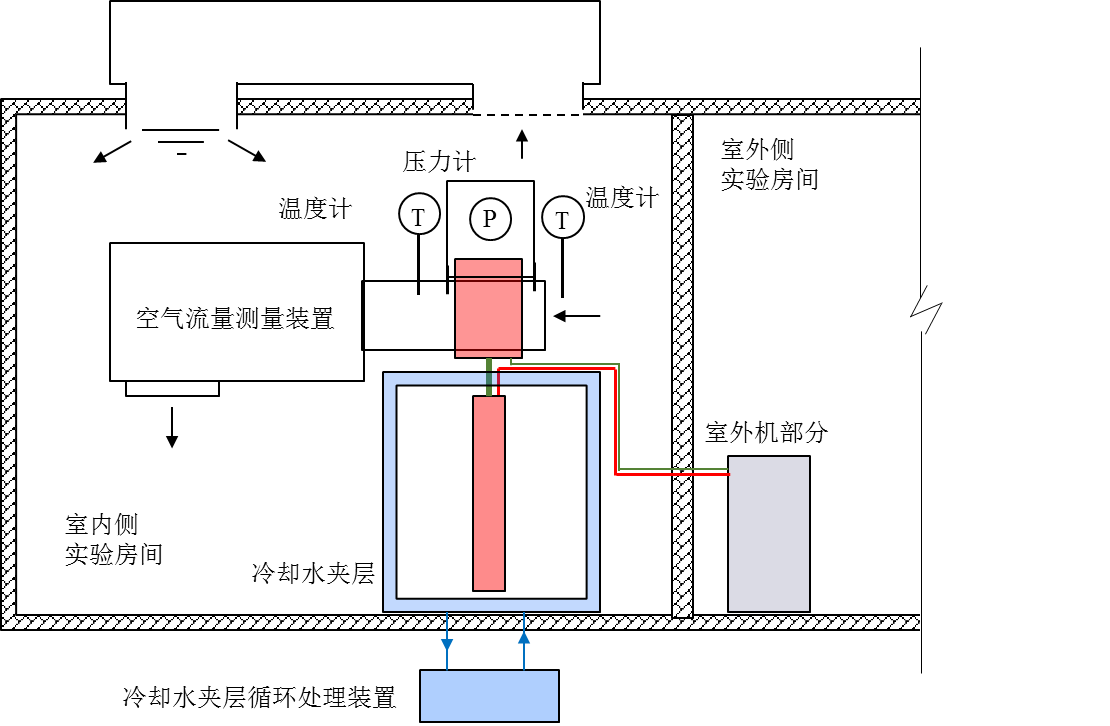 室外侧
实验房间
压力计
温度计
T
P
T
温度计
空气流量测量装置
室外机部分
室内侧
实验房间
冷却水夹层
冷却水夹层循环处理装置